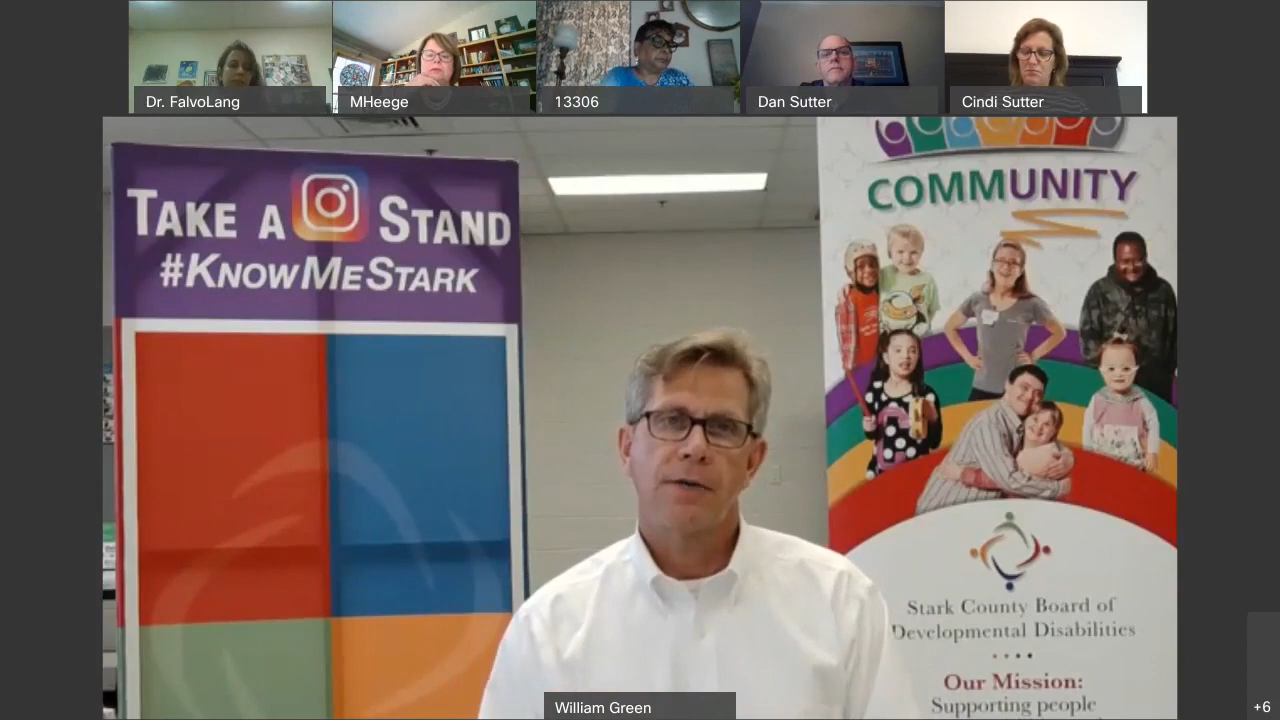 Dr. FalvoLang
MHeege
13306
Dan Sutter
Cindi Sutter
TAKE A STAND
#KNOWMESTARK
COMMUNITY
Stark County Board of
Developmental Disabilities
Our Mission:
Supporting people
William Green
+6